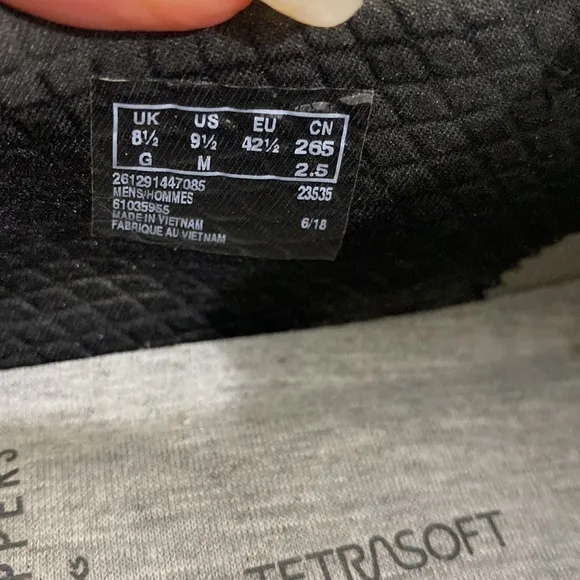 UK US EU CN
8½ 9½ 42½ 265
G M 2.5
261291447085 23535
MENS/HOMMES
61035955
MADE IN VIETNAM 6/18
FABRIQUE AU VIETNAM
TETRASOFT